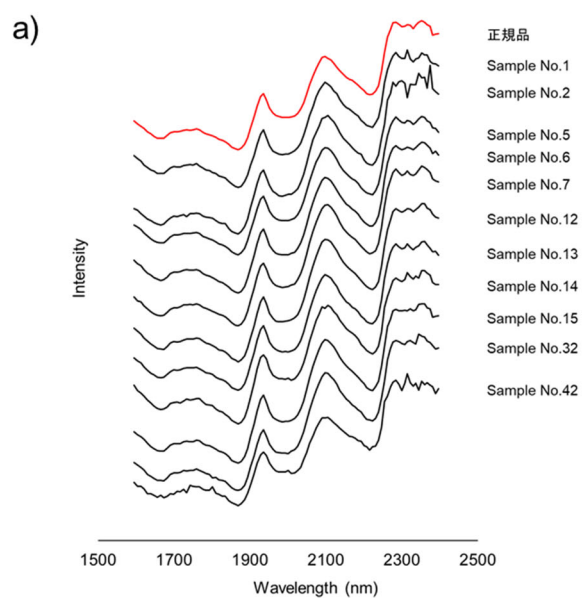 a)
正規品
Sample No.1
Sample No.2
Sample No.5
Sample No.6
Sample No.7
Sample No.12
Sample No.13
Sample No.14
Sample No.15
Sample No.32
Sample No.42
Intensity
1500 1700 1900 2100 2300 2500
Wavelength (nm)